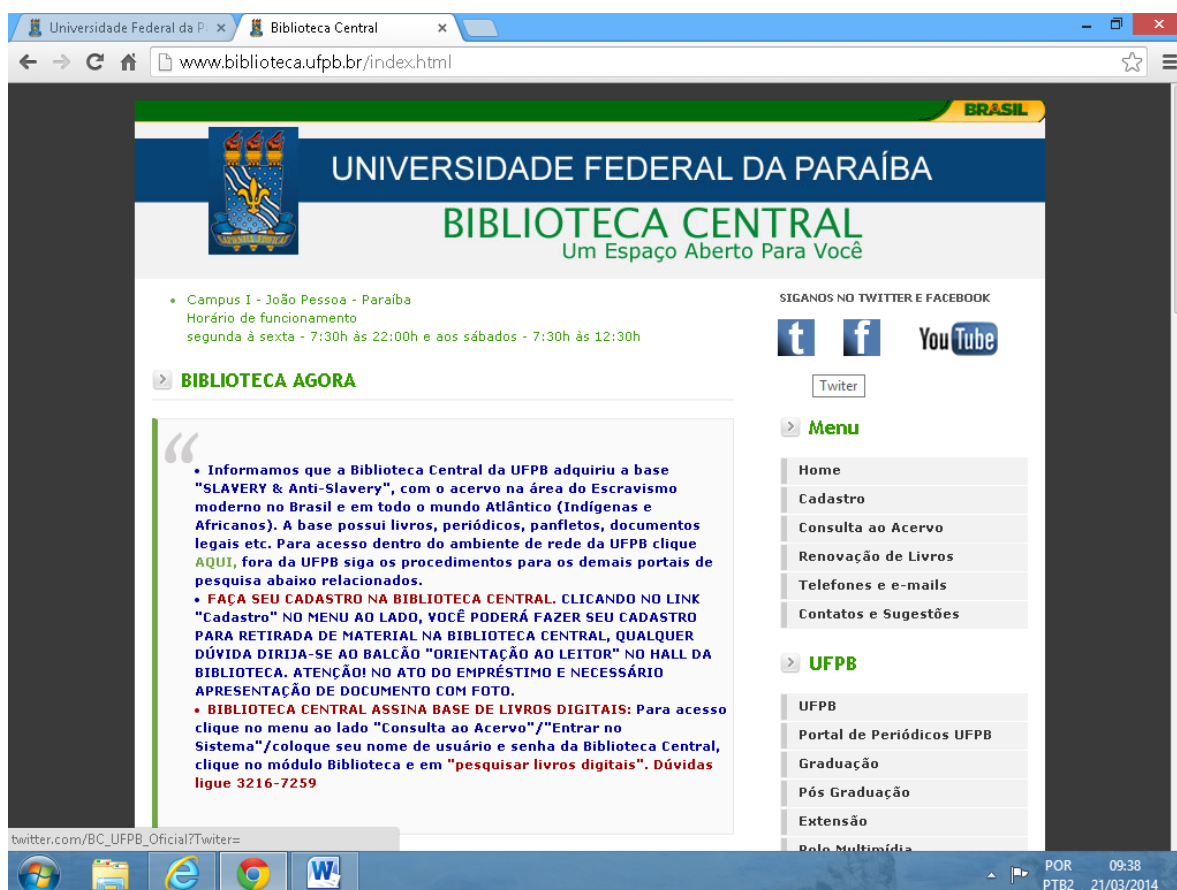 Universidade Federal da P
Biblioteca Central
www.biblioteca.ufpb.br/index.html
BRASIL
UNIVERSIDADE FEDERAL DA PARAÍBA
BIBLIOTECA CENTRAL
Um Espaço Aberto Para Você
SAPIENTIA AEDIFICAT
• Campus I - João Pessoa - Paraíba
Horário de funcionamento
segunda à sexta - 7:30h às 22:00h e aos sábados - 7:30h às 12:30h
BIBLIOTECA AGORA
“
• Informamos que a Biblioteca Central da UFPB adquiriu a base
"SLAVERY & Anti-Slavery", com o acervo na área do Escravismo
moderno no Brasil e em todo o mundo Atlântico (Indígenas e
Africanos). A base possui livros, periódicos, panfletos, documentos
legais etc. Para acesso dentro do ambiente de rede da UFPB clique
AQUI, fora da UFPB siga os procedimentos para os demais portais de
pesquisa abaixo relacionados.
• FAÇA SEU CADASTRO NA BIBLIOTECA CENTRAL. CLICANDO NO LINK
"Cadastro" NO MENU AO LADO, VOCÊ PODERÁ FAZER SEU CADASTRO
PARA RETIRADA DE MATERIAL NA BIBLIOTECA CENTRAL, QUALQUER
DÚVIDA DIRIJA-SE AO BALCÃO "ORIENTAÇÃO AO LEITOR" NO HALL DA
BIBLIOTECA. ATENÇÃO! NO ATO DO EMPRÉSTIMO E NECESSÁRIO
APRESENTAÇÃO DE DOCUMENTO COM FOTO.
• BIBLIOTECA CENTRAL ASSINA BASE DE LIVROS DIGITAIS: Para acesso
clique no menu ao lado "Consulta ao Acervo"/"Entrar no
Sistema"/coloque seu nome de usuário e senha da Biblioteca Central,
clique no módulo Biblioteca e em "pesquisar livros digitais". Dúvidas
ligue 3216-7259
SIGANOS NO TWITTER E FACEBOOK
t f YouTube
Twiter
Menu
Home
Cadastro
Consulta ao Acervo
Renovação de Livros
Telefones e e-mails
Contatos e Sugestões
UFPB
UFPB
Portal de Periódicos UFPB
Graduação
Pós Graduação
Extensão
Polo Multimídia
twitter.com/BC_UFPB_Oficial?Twiter=
POR 09:38
PTB2 21/03/2014